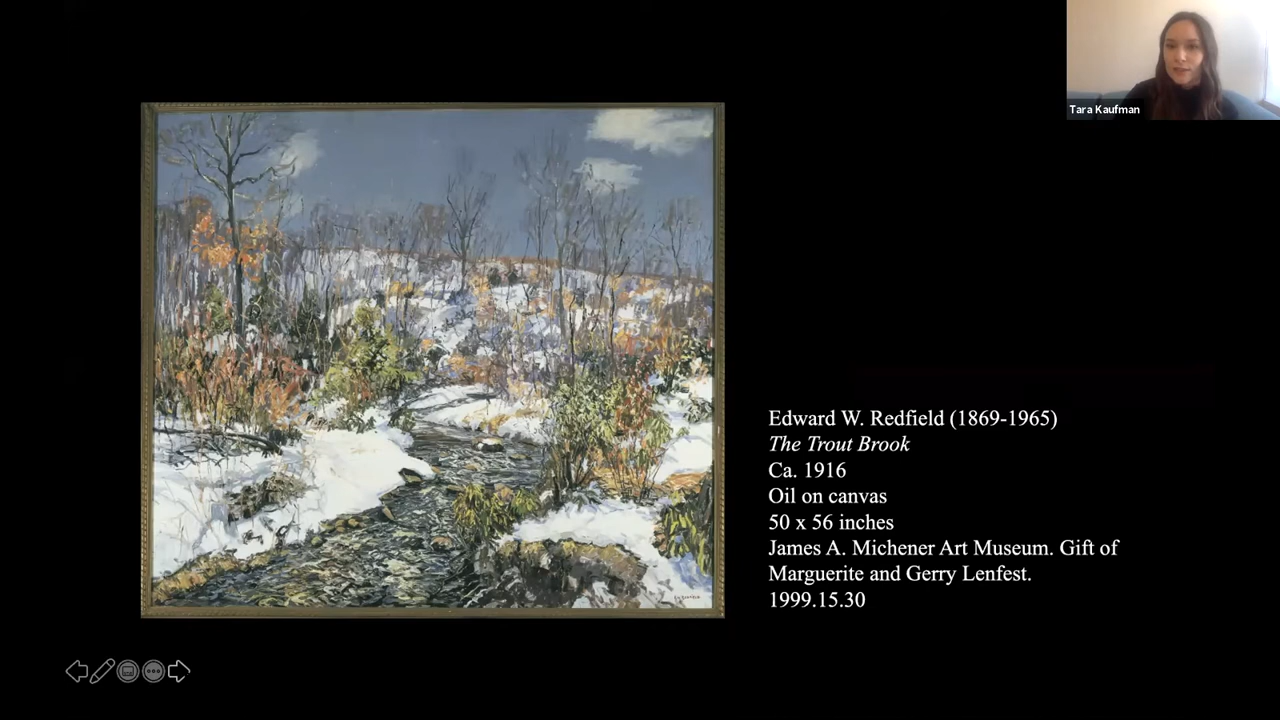 Tara Kaufman
Edward W. Redfield (1869-1965)
The Trout Brook
Ca. 1916
Oil on canvas
50 x 56 inches
James A. Michener Art Museum. Gift of
Marguerite and Gerry Lenfest.
1999.15.30